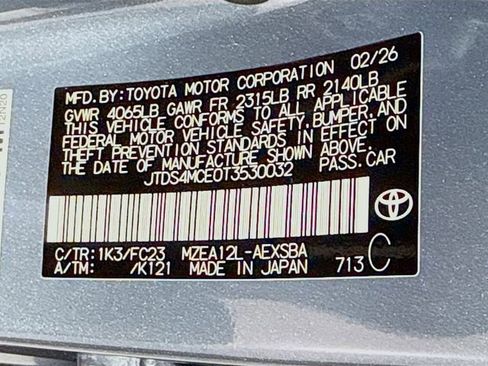 MFD.BY:TOYOTA MOTOR CORPORATION 02/26
GVWR 4065LB GAWR FR 2315LB RR 2140LB
THIS VEHICLE CONFORMS TO ALL APPLICABLE
FEDERAL MOTOR VEHICLE SAFETY,BUMPER,AND
THEFT PREVENTION STANDARDS IN EFFECT ON
THE DATE OF MANUFACTURE SHOWN ABOVE.
JTDS4MCE0T3530032 PASS.CAR
C/TR:1K3/FC23 MZEA12L-AEXSBA
A/TM: /K121 MADE IN JAPAN 713 C